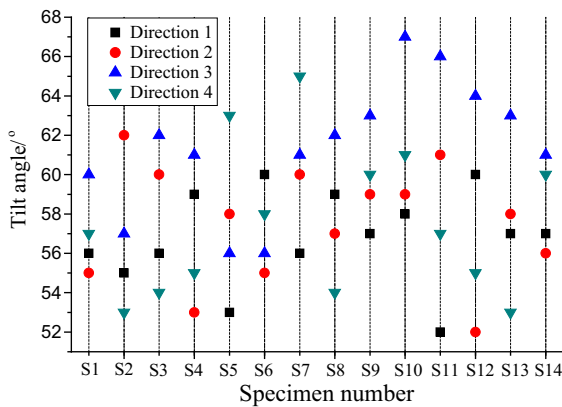 68
66
64
62
60
58
56
54
52
Tilt angle/°
Direction 1
Direction 2
Direction 3
Direction 4
S1 S2 S3 S4 S5 S6 S7 S8 S9 S10 S11 S12 S13 S14
Specimen number